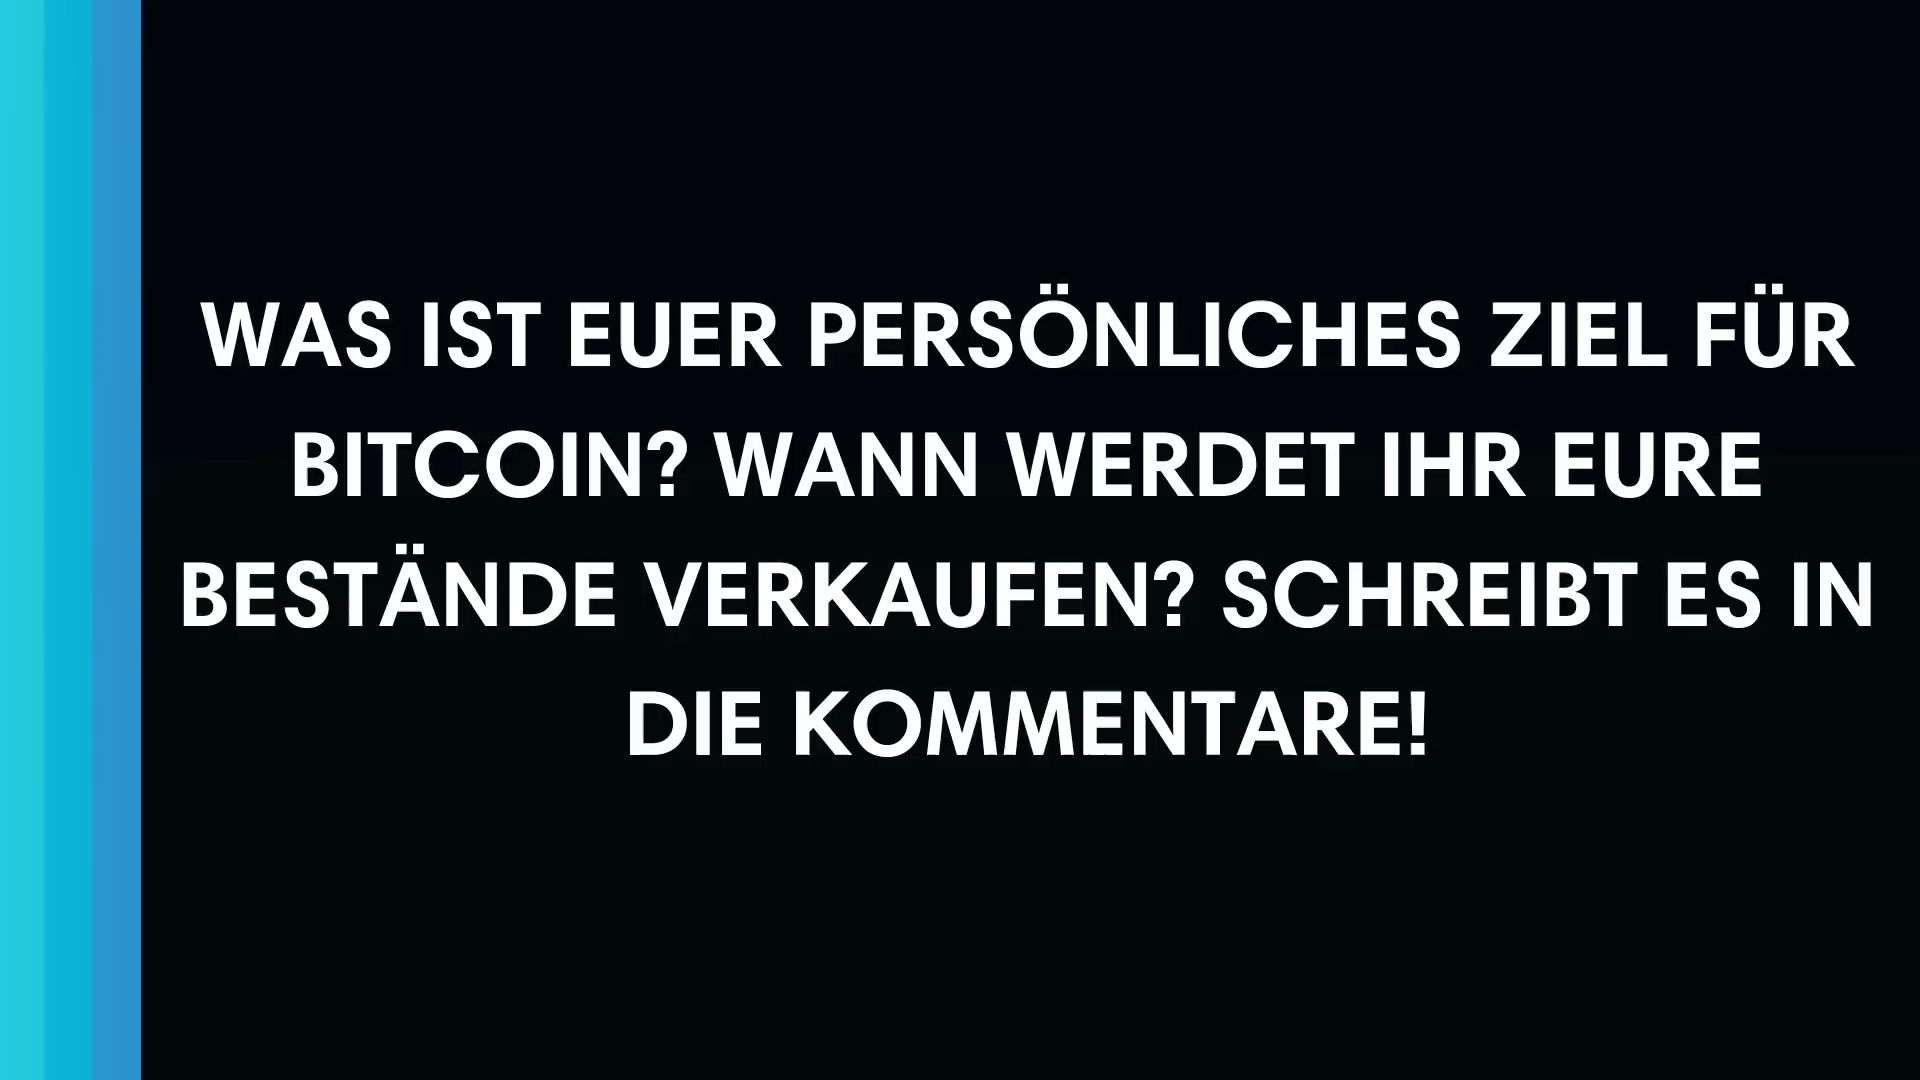 WAS IST EUER PERSÖNLICHES ZIEL FÜR
BITCOIN? WANN WERDET IHR EURE
BESTÄNDE VERKAUFEN? SCHREIBT ES IN
DIE KOMMENTARE!